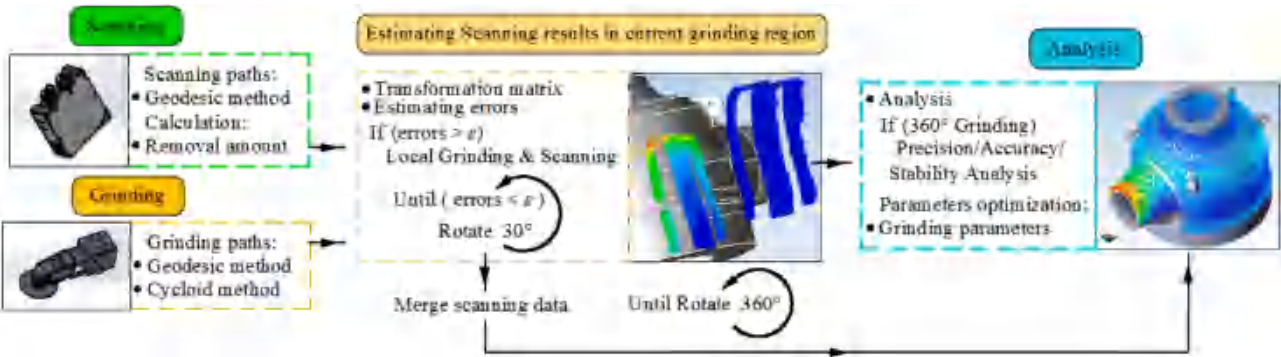 Scanning
Scanning paths:
• Geodesic method
Calculation:
• Removal amount
Grinding
Grinding paths:
• Geodesic method
• Cycloid method
Estimating Scanning results in current grinding region
• Transformation matrix
• Estimating errors
If (errors > ε)
Local Grinding & Scanning
Until ( errors < ε )
Rotate 30°
Merge scanning data
Until Rotate 360°
Analysis
• Analysis
If (360° Grinding)
Precision/Accuracy/
Stability Analysis
Parameters optimization:
• Grinding parameters